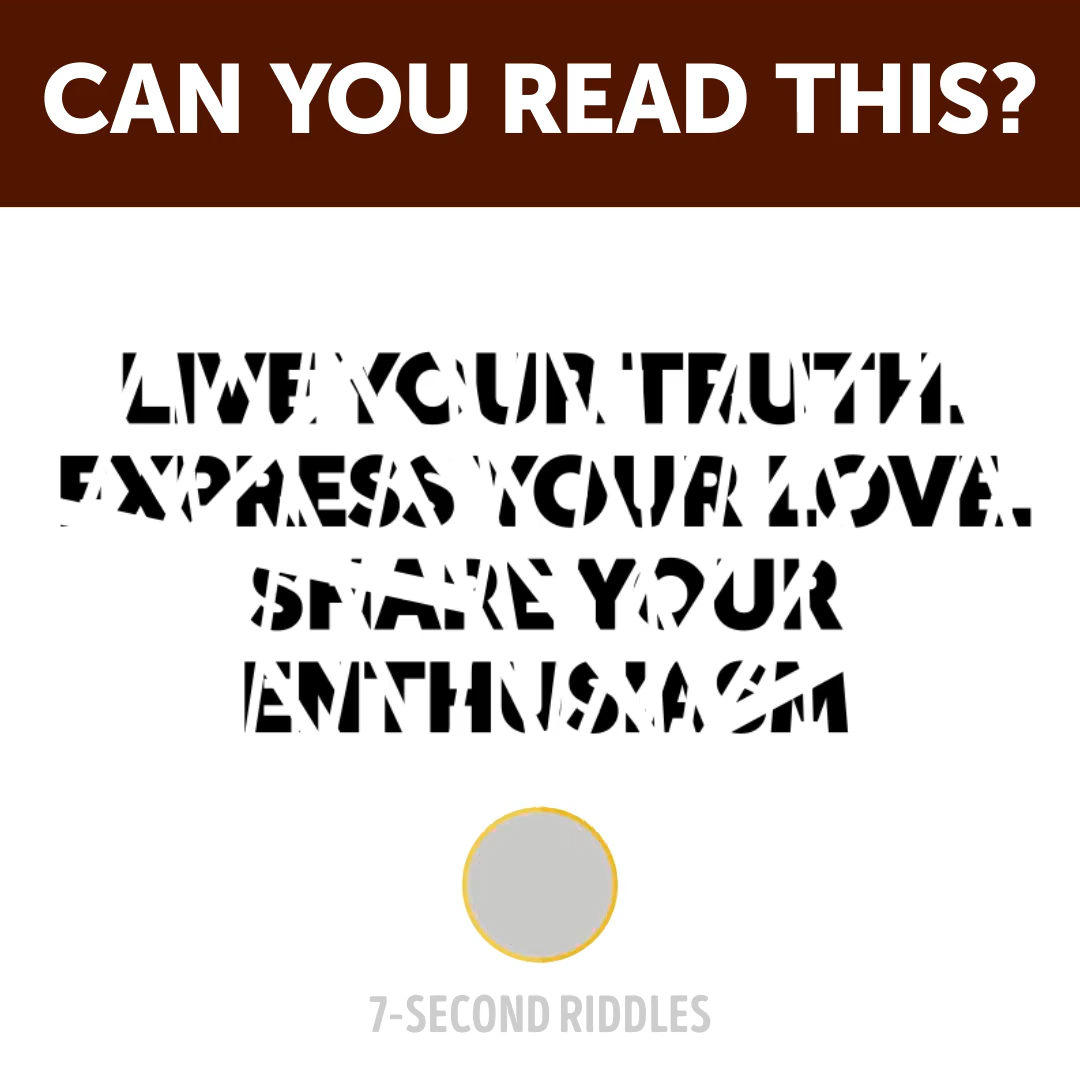 CAN YOU READ THIS?
LIVE YOUR TRUTH.
EXPRESS YOUR LOVE.
SHARE YOUR
ENTHUSIASM
7-SECOND RIDDLES